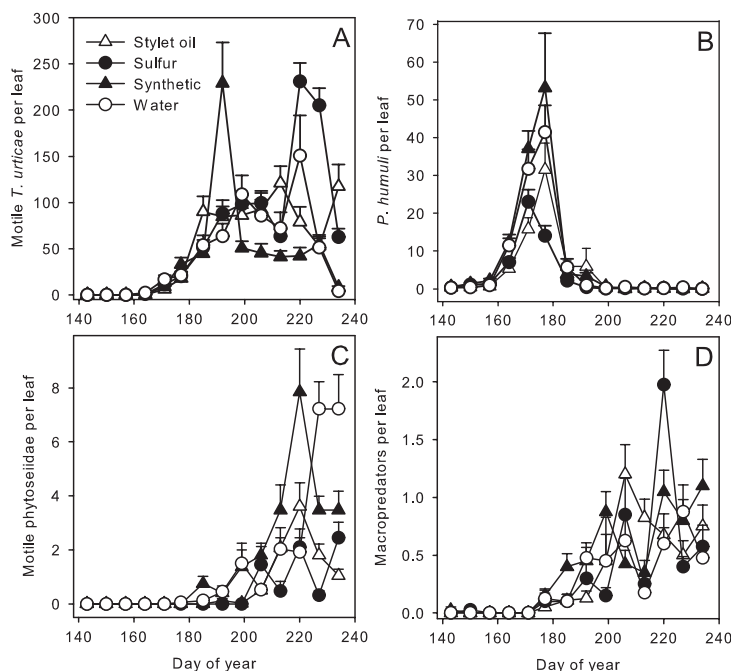 A
Stylet oil
Sulfur
Synthetic
Water
Motile T. urticae per leaf
300
250
200
150
100
50
0
140 160 180 200 220 240
B
P. humuli per leaf
70
60
50
40
30
20
10
0
140 160 180 200 220 240
C
Motile phytoseiidae per leaf
8
6
4
2
0
140 160 180 200 220 240
Day of year
D
Macropredators per leaf
2.0
1.5
1.0
0.5
0.0
140 160 180 200 220 240
Day of year